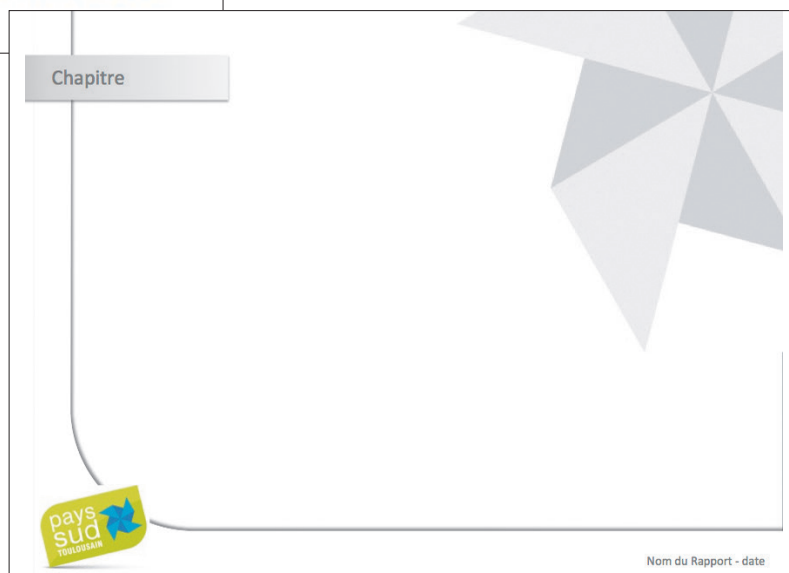 Chapitre
pays
sud
TOULOUSAIN
Nom du Rapport - date